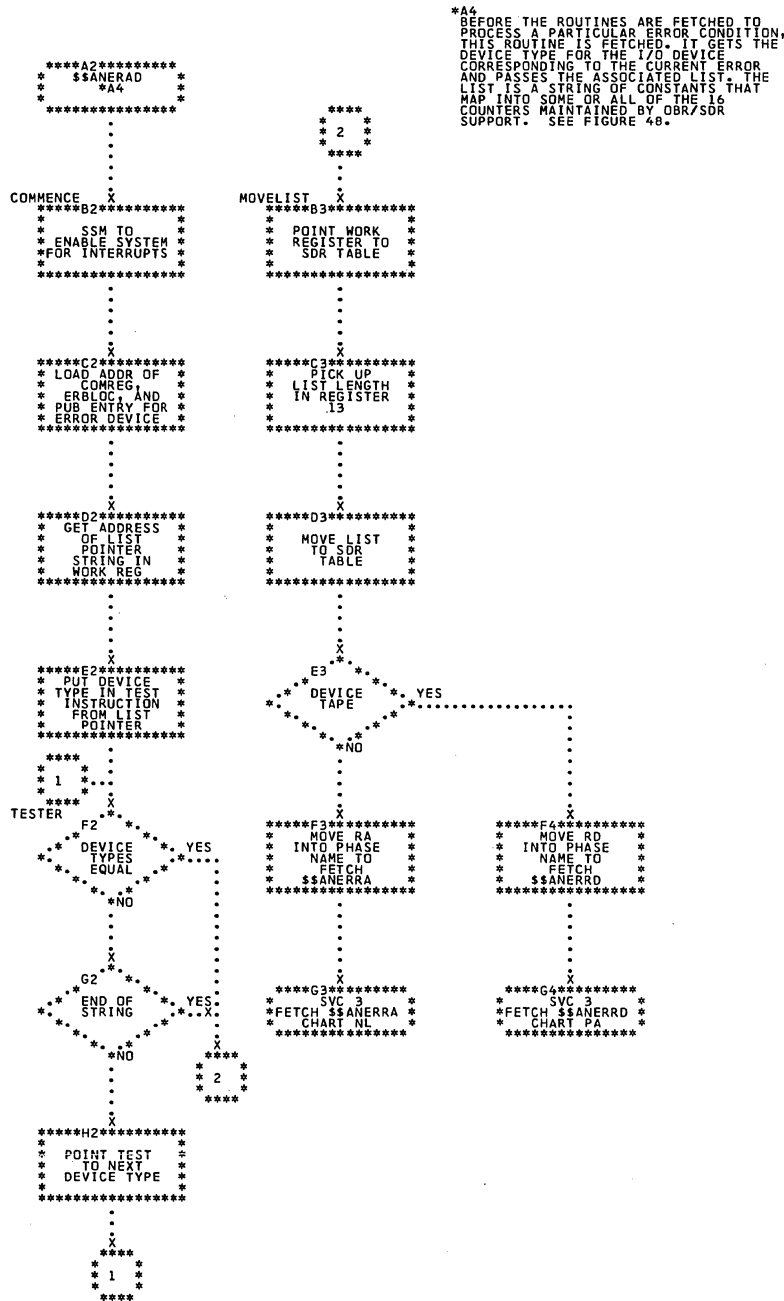 *A4
BEFORE THE ROUTINES ARE FETCHED TO
PROCESS A PARTICULAR ERROR CONDITION,
THIS ROUTINE IS FETCHED. IT GETS THE
DEVICE TYPE FOR THE I/O DEVICE
CORRESPONDING TO THE CURRENT ERROR
AND PASSES THE ASSOCIATED LIST. THE
LIST IS A STRING OF CONSTANTS THAT
MAP INTO SOME OR ALL OF THE 16
COUNTERS MAINTAINED BY OBR/SDR
SUPPORT. SEE FIGURE 48.
A2
$$ANERAD
*A4
COMMENCE
B2
SSM TO
ENABLE SYSTEM
FOR INTERRUPTS
C2
LOAD ADDR OF
COMREG,
ERBLOC, AND
PUB ENTRY FOR
ERROR DEVICE
D2
GET ADDRESS
OF LIST
POINTER
STRING IN
WORK REG
E2
PUT DEVICE
TYPE IN TEST
INSTRUCTION
FROM LIST
POINTER
1
TESTER
F2
DEVICE
TYPES
EQUAL
YES
NO
G2
END OF
STRING
YES
NO
2
H2
POINT TEST
TO NEXT
DEVICE TYPE
1
2
MOVELIST
B3
POINT WORK
REGISTER TO
SDR TABLE
C3
PICK UP
LIST LENGTH
IN REGISTER
13
D3
MOVE LIST
TO SDR
TABLE
E3
DEVICE
TAPE
YES
NO
F3
MOVE RA
INTO PHASE
NAME TO
FETCH
$$ANERRA
G3
SVC 3
FETCH $$ANERRA
CHART NL
F4
MOVE RD
INTO PHASE
NAME TO
FETCH
$$ANERRD
G4
SVC 3
FETCH $$ANERRD
CHART PA